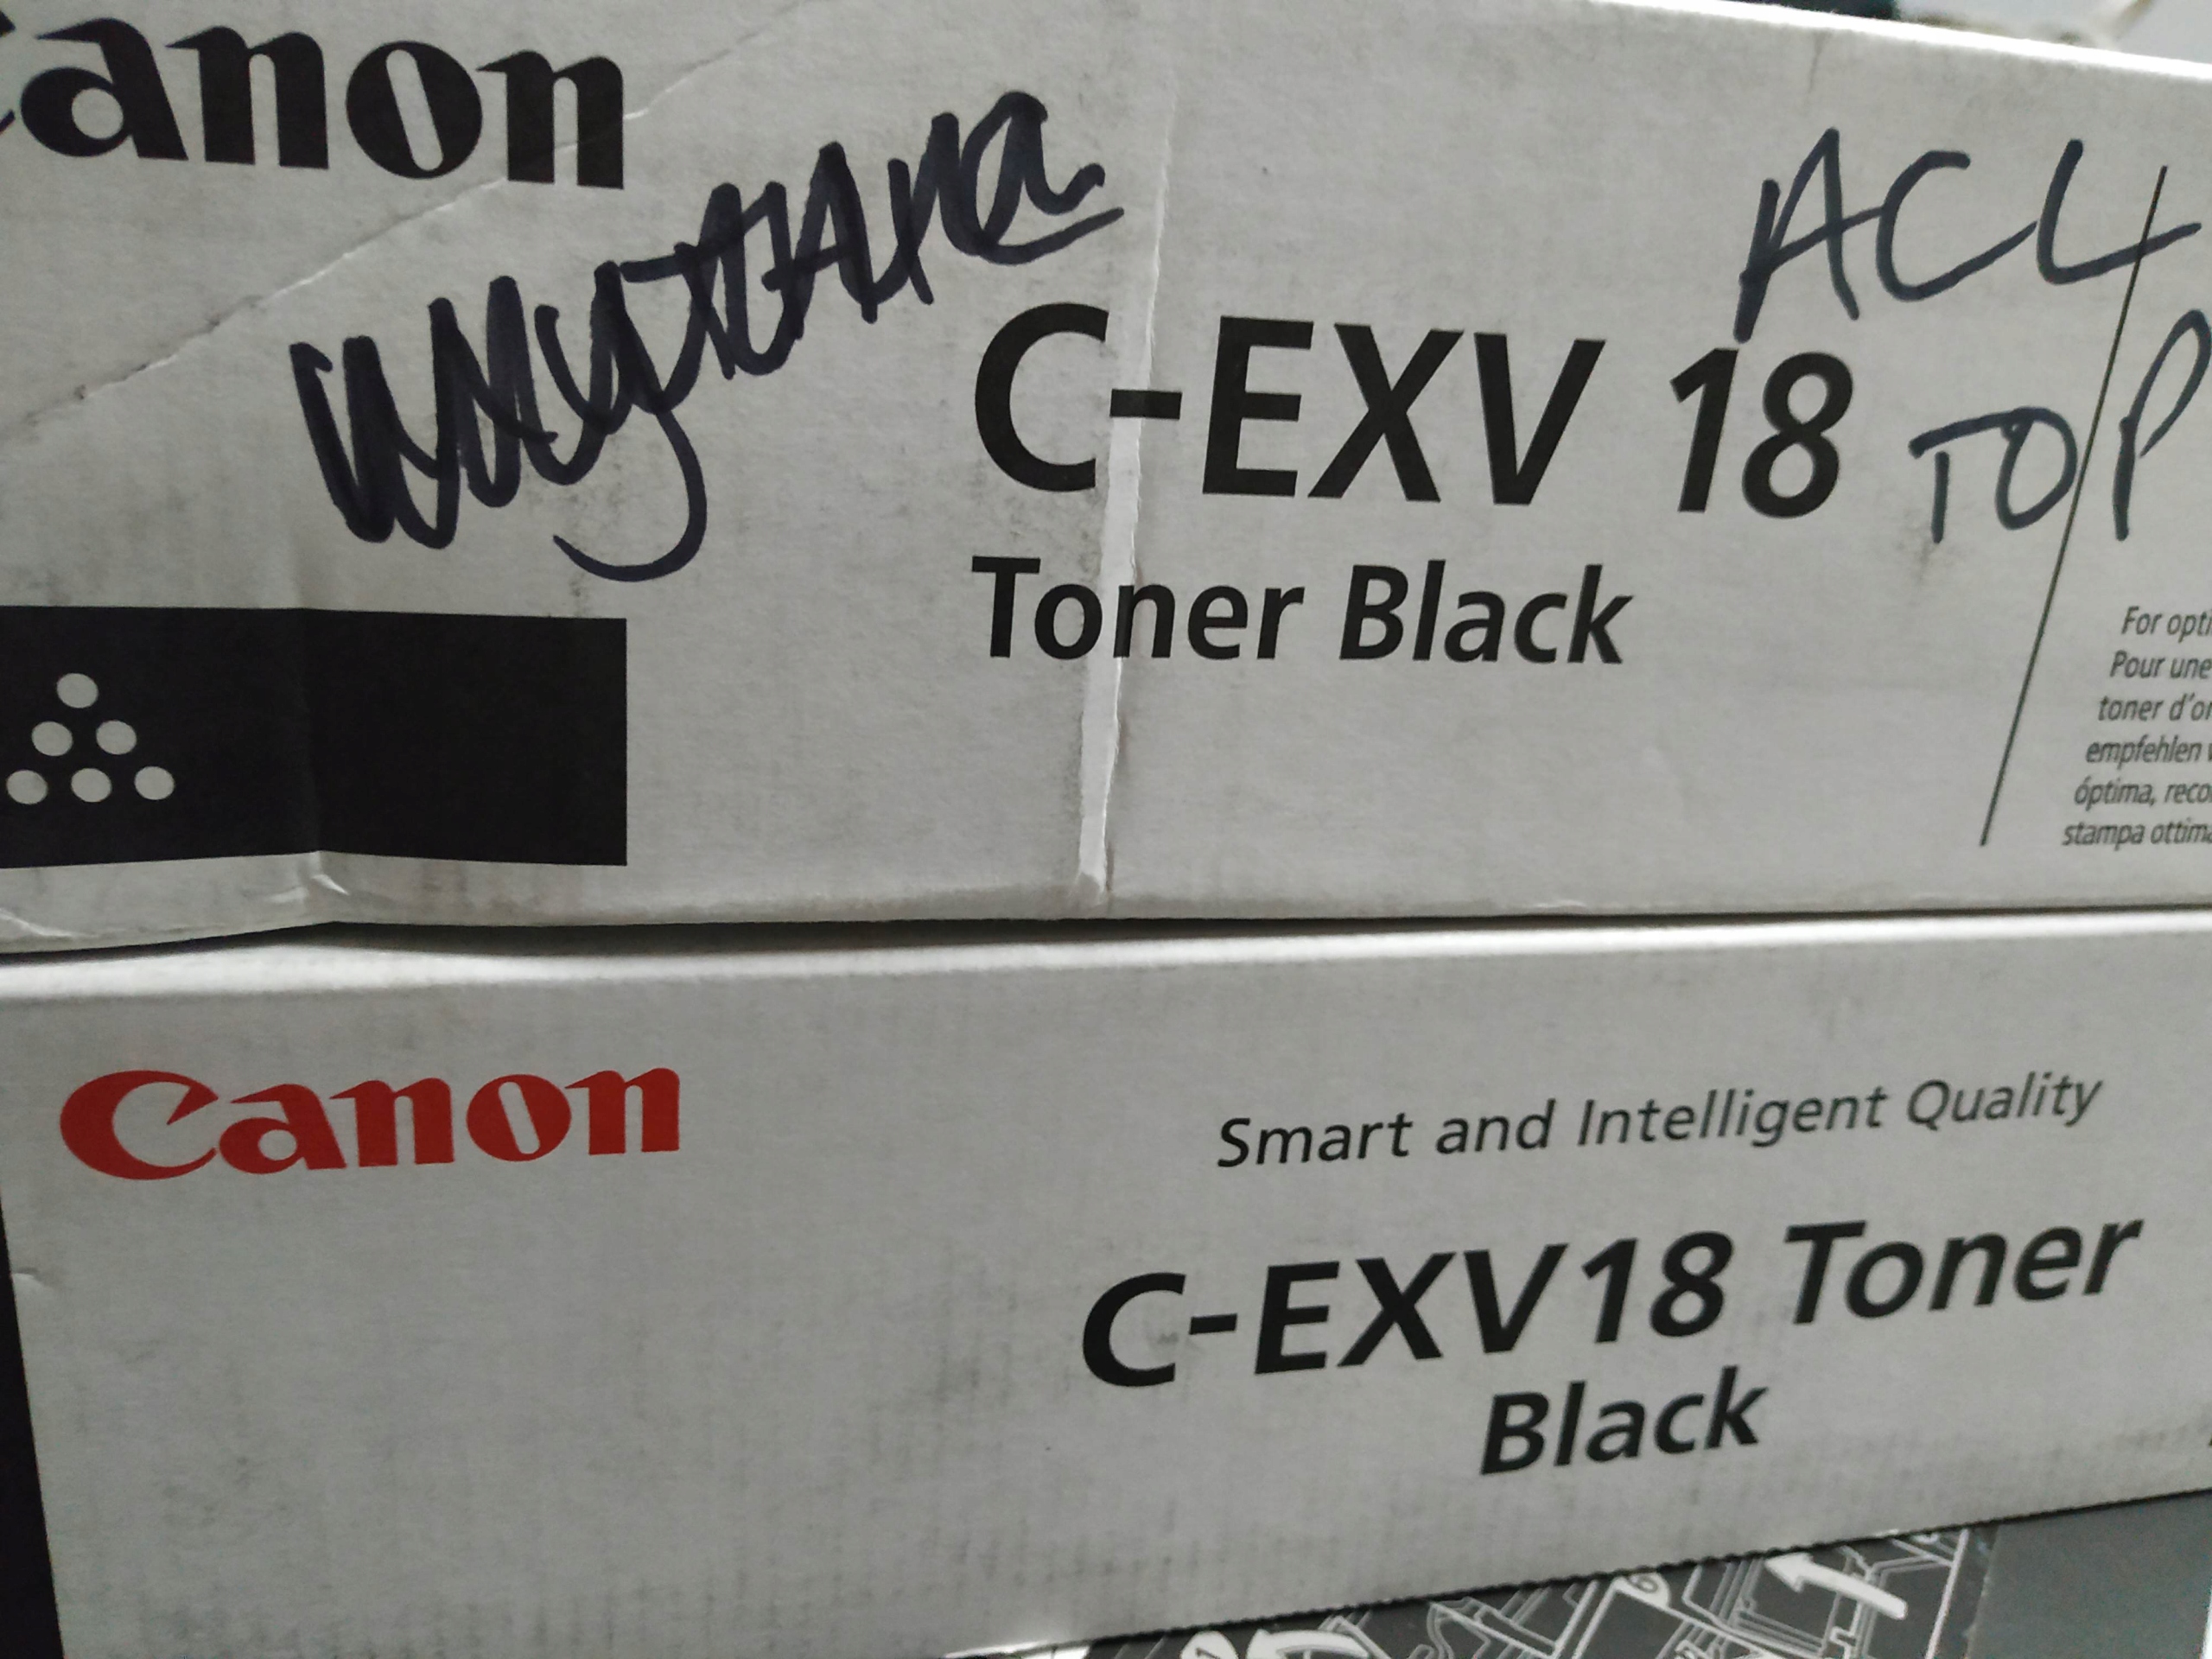 Canon
ACL
C-EXV 18
TOP
Toner Black
For opti
Pour une
toner d'or
empfehlen
óptima, reco
stampa ottima
Canon
Smart and Intelligent Quality
C-EXV18 Toner
Black